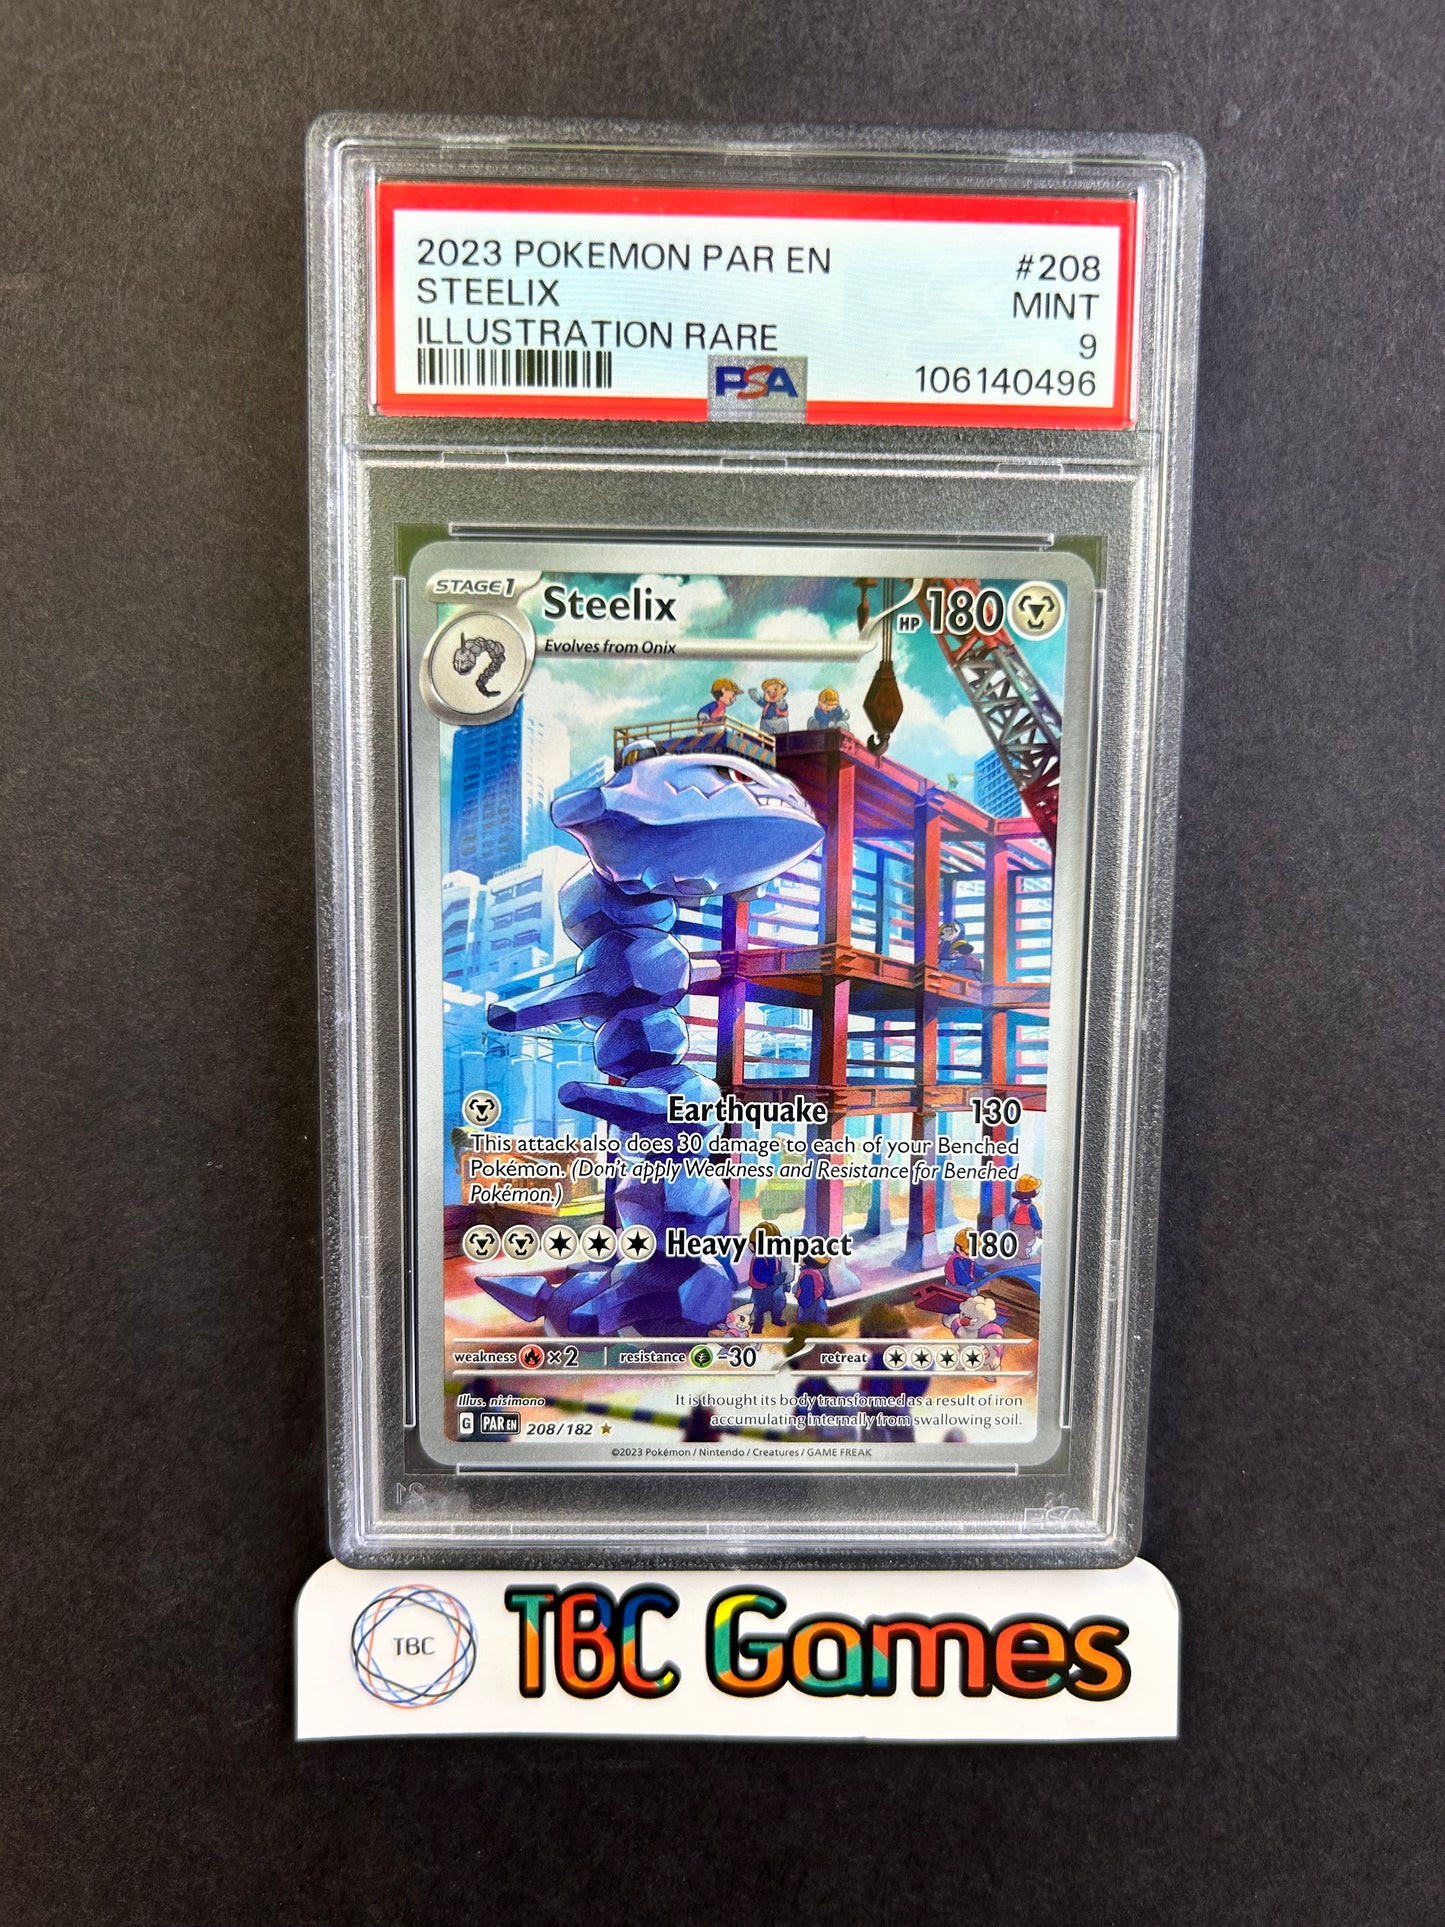 2023 POKEMON PAR EN #208
STEELIX MINT
ILLUSTRATION RARE 9
PSA 106140496
STAGE 1 Steelix HP 180
Evolves from Onix
Earthquake 130
This attack also does 30 damage to each of your Benched
Pokémon. (Don't apply Weakness and Resistance for Benched
Pokémon.)
Heavy Impact 180
weakness ×2 resistance -30 retreat
Illus. nisimono
It is thought its body transformed as a result of iron
accumulating internally from swallowing soil.
G PAR EN 208/182
©2023 Pokémon / Nintendo / Creatures / GAME FREAK
PSA
TBC TBC Games